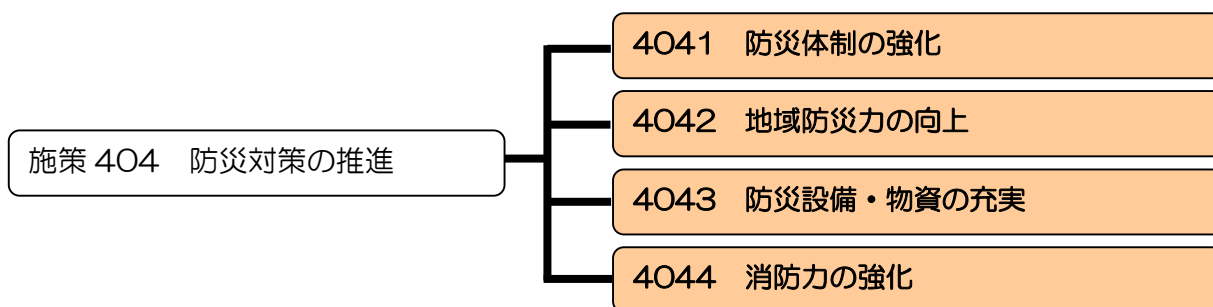 施策 404　防災対策の推進
4041　防災体制の強化
4042　地域防災力の向上
4043　防災設備・物資の充実
4044　消防力の強化